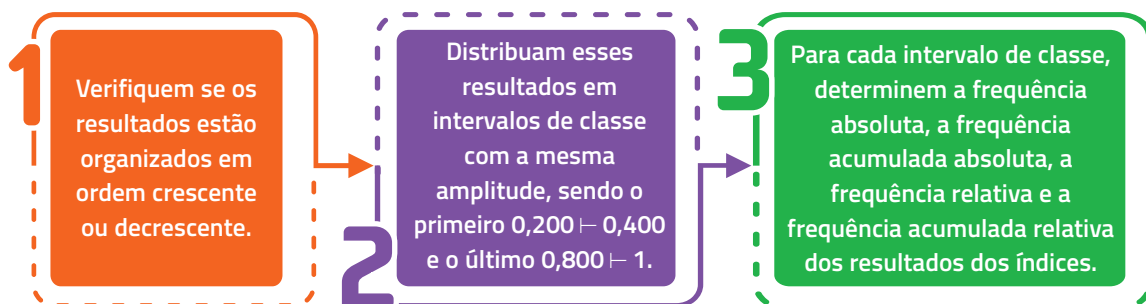 1
Verifiquem se os
resultados estão
organizados em
ordem crescente
ou decrescente.
2
Distribuam esses
resultados em
intervalos de classe
com a mesma
amplitude, sendo o
primeiro 0,200 ⊢ 0,400
e o último 0,800 ⊢ 1.
3
Para cada intervalo de classe,
determinem a frequência
absoluta, a frequência
acumulada absoluta, a
frequência relativa e a
frequência acumulada relativa
dos resultados dos índices.